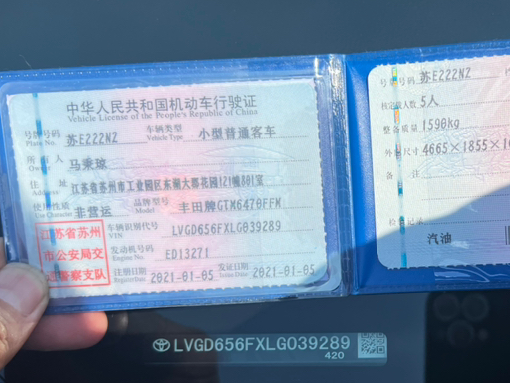 中华人民共和国机动车行驶证
Vehicle License of the People's Republic of China
号牌号码 苏E222NZ 车辆类型 小型普通客车
Plate No. Vehicle Type
所有人 马秉琼
住址 江苏省苏州市工业园区东湖大郡花园121幢801室
Address
使用性质 非营运 品牌型号 丰田牌GTM6470FFW
Use Character Model
江苏省苏州
市公安局交
通警察支队
车辆识别代号 LVGD656FXLG039289
VIN
发动机号码 ED13271
Engine No.
注册日期 2021-01-05 发证日期 2021-01-05
Register Date Issue Date
号牌号码 苏E222NZ
核定载人数 5人
整备质量 1590kg
外廓尺寸 4665×1855×1
检验记录
汽油
LVGD656FXLG039289
420